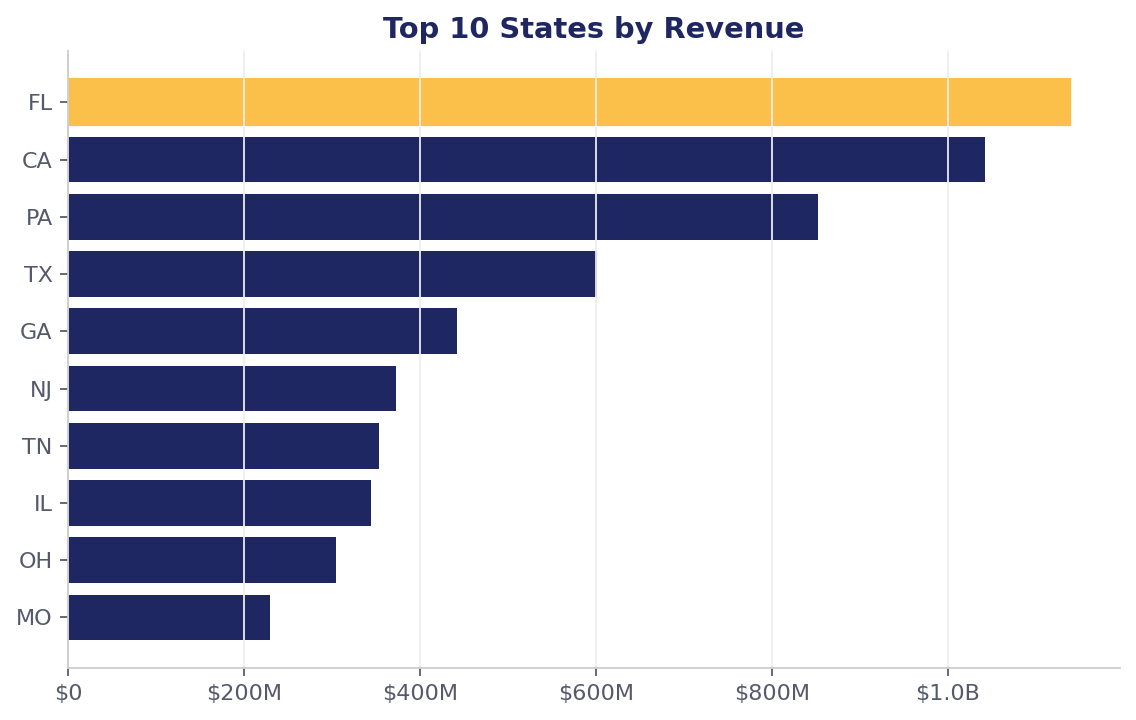 Top 10 States by Revenue
FL
CA
PA
TX
GA
NJ
TN
IL
OH
MO
$0 $200M $400M $600M $800M $1.0B